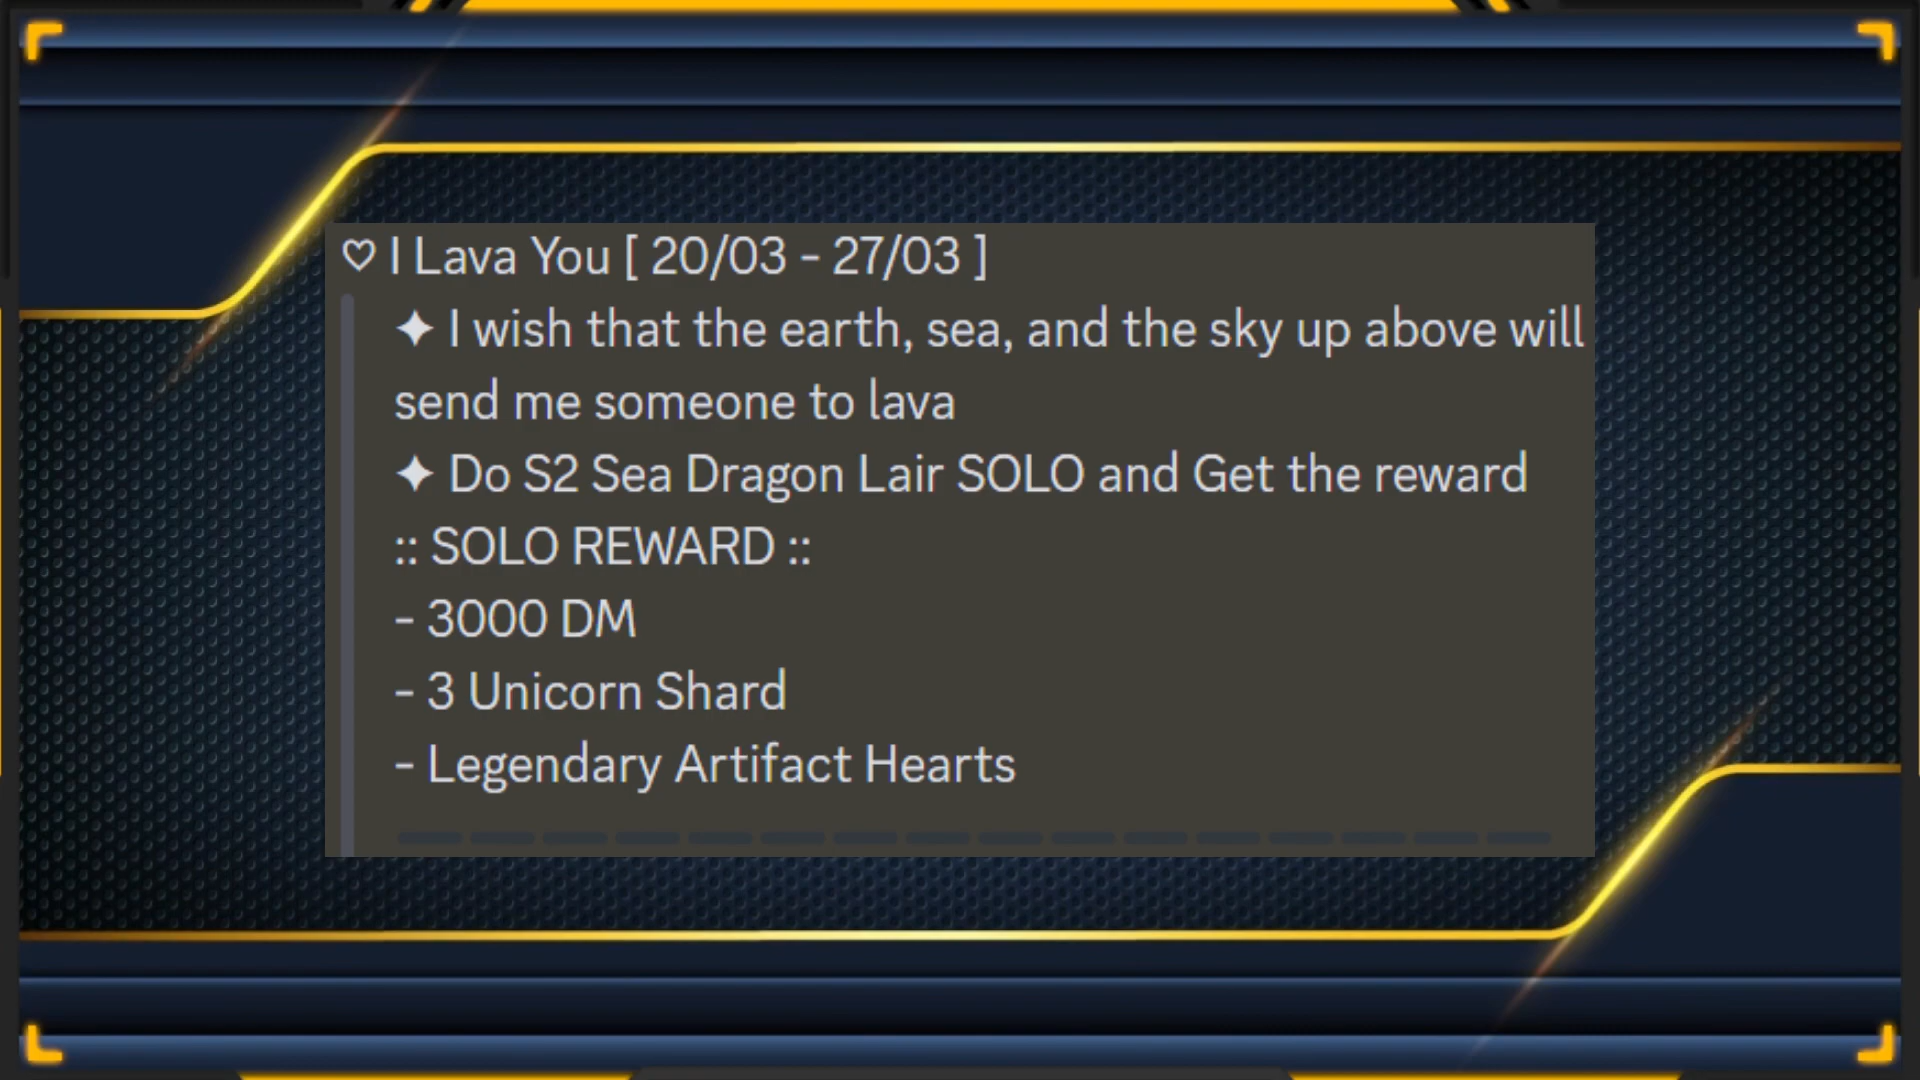 ♡ I Lava You [ 20/03 - 27/03 ]
✦ I wish that the earth, sea, and the sky up above will
send me someone to lava
✦ Do S2 Sea Dragon Lair SOLO and Get the reward
:: SOLO REWARD ::
- 3000 DM
- 3 Unicorn Shard
- Legendary Artifact Hearts